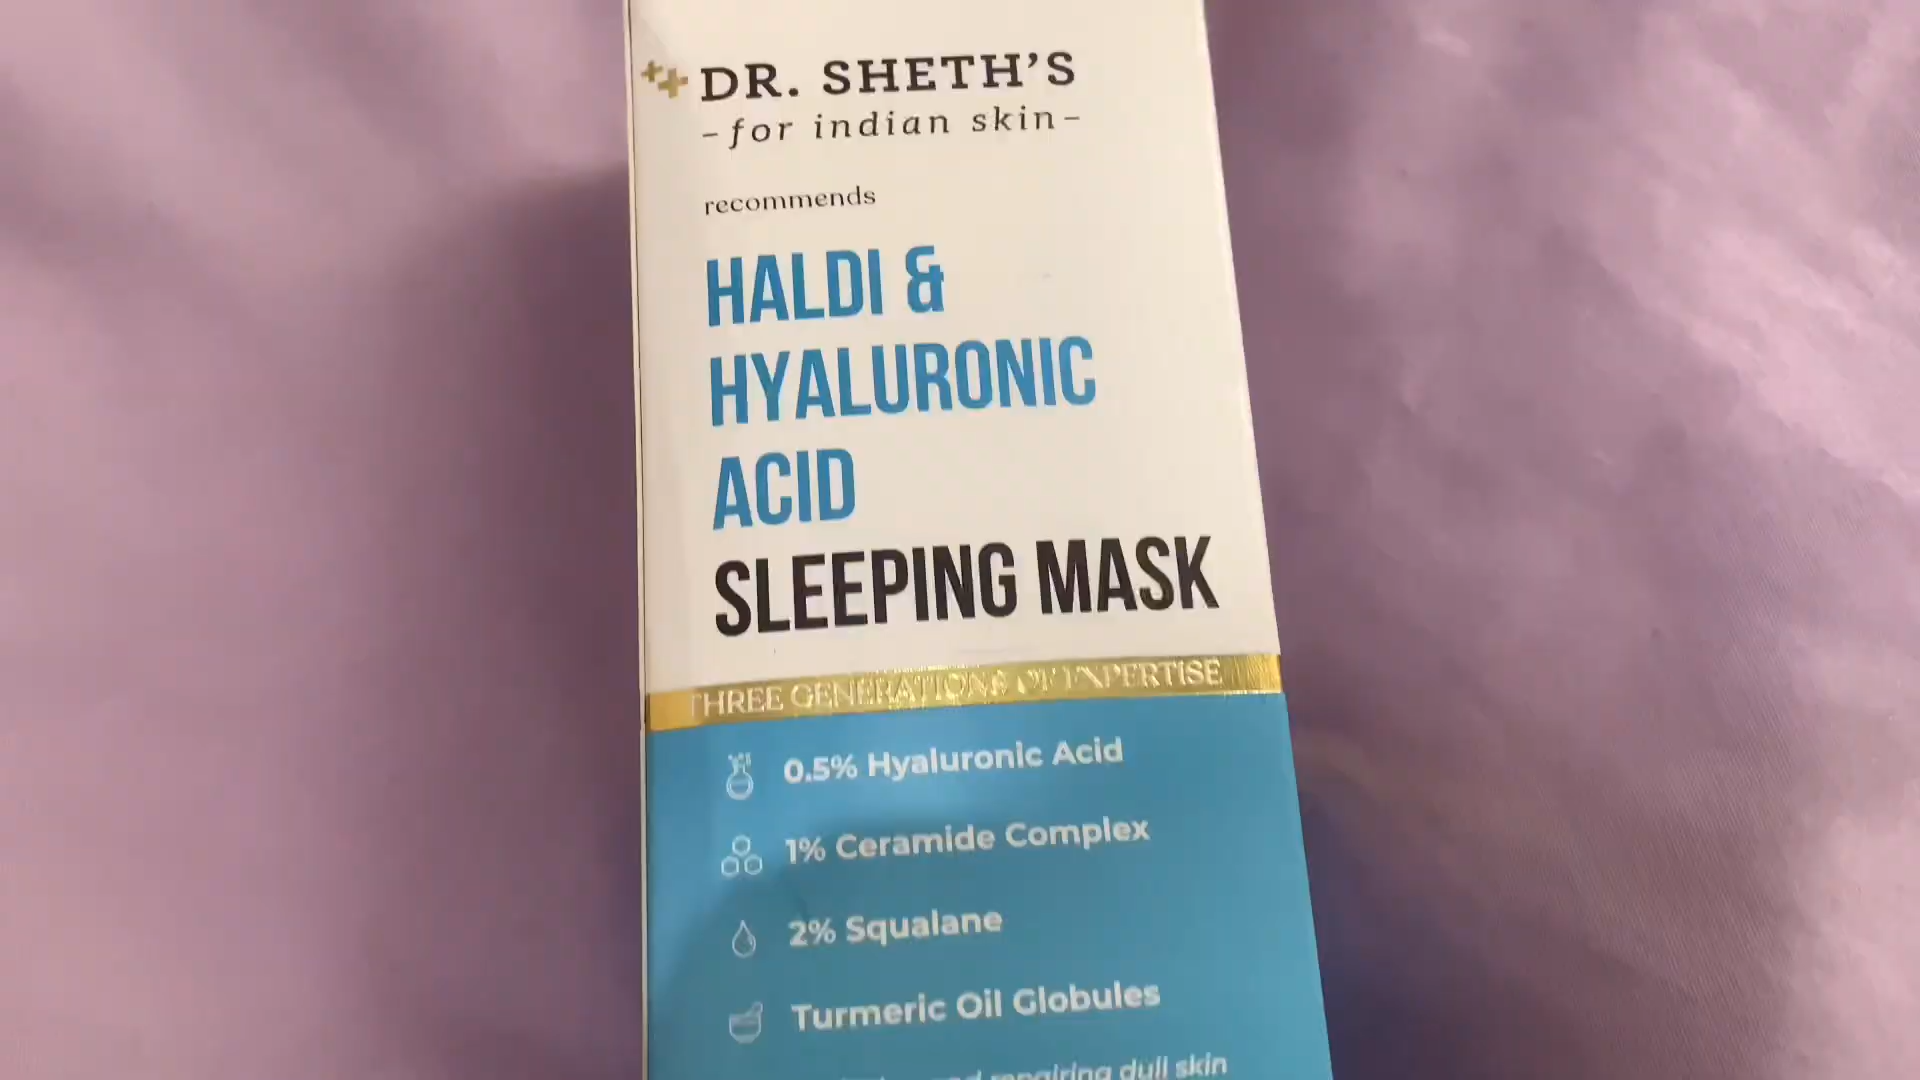 DR. SHETH'S
-for indian skin-
recommends
HALDI &
HYALURONIC
ACID
SLEEPING MASK
THREE GENERATIONS OF EXPERTISE
0.5% Hyaluronic Acid
1% Ceramide Complex
2% Squalane
Turmeric Oil Globules
and repairing dull skin